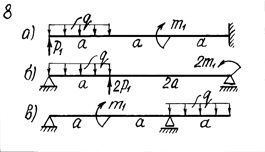 8
q
m₁
а)
P₁
a a a a
q
2m₁
б)
a 2P₁ 2a
m₁ q
в)
a a a a